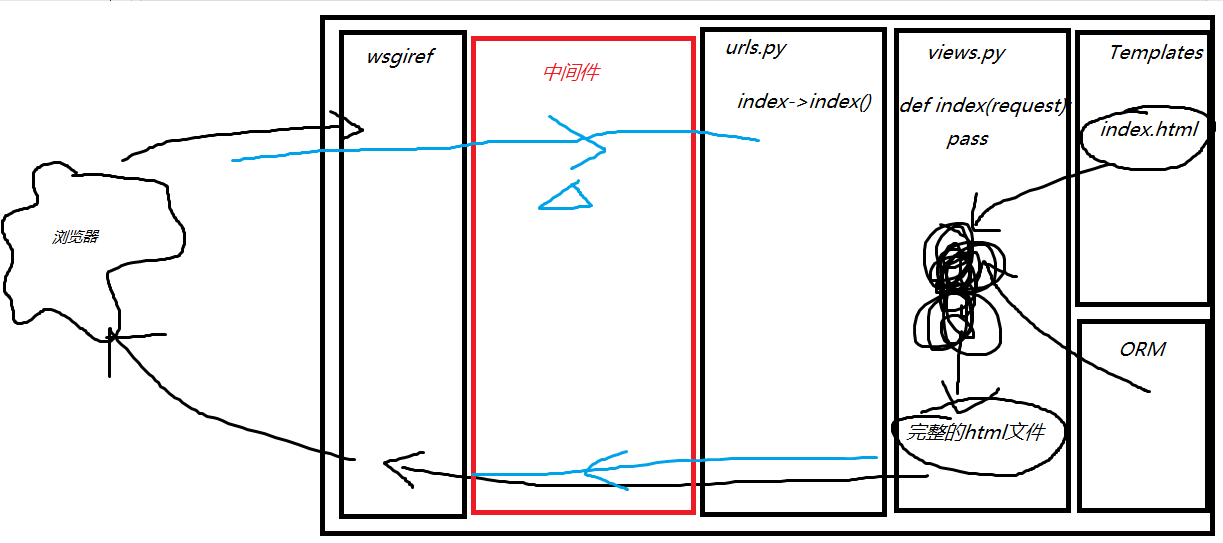 浏览器
wsgiref
中间件
urls.py
index->index()
views.py
def index(request)
pass
完整的html文件
Templates
index.html
ORM